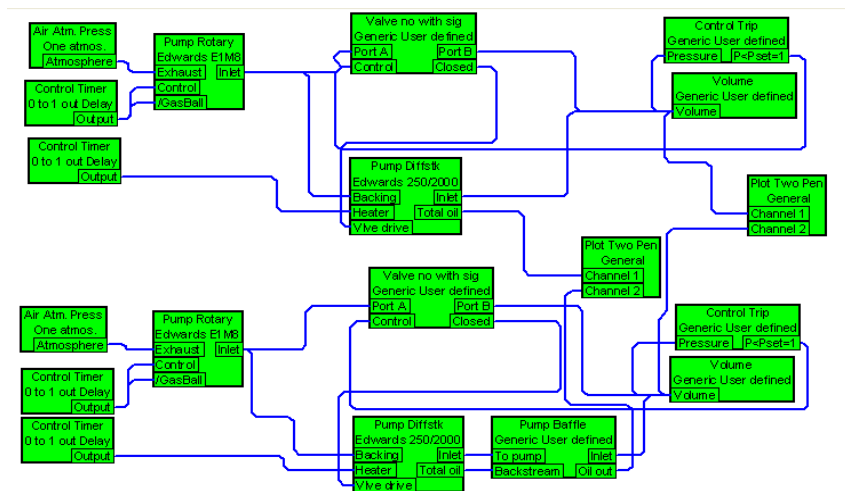 Air Atm. Press
One atmos.
Atmosphere
Pump Rotary
Edwards E1M8
Exhaust Inlet
Control
/GasBall
Control Timer
0 to 1 out Delay
Output
Control Timer
0 to 1 out Delay
Output
Valve no with sig
Generic User defined
Port A Port B
Control Closed
Pump Diffstk
Edwards 250/2000
Backing Inlet
Heater Total oil
Vlve drive
Control Trip
Generic User defined
Pressure P<Pset=1
Volume
Generic User defined
Volume
Plot Two Pen
General
Channel 1
Channel 2
Plot Two Pen
General
Channel 1
Channel 2
Air Atm. Press
One atmos.
Atmosphere
Pump Rotary
Edwards E1M8
Exhaust Inlet
Control
/GasBall
Control Timer
0 to 1 out Delay
Output
Control Timer
0 to 1 out Delay
Output
Valve no with sig
Generic User defined
Port A Port B
Control Closed
Pump Diffstk
Edwards 250/2000
Backing Inlet
Heater Total oil
Vlve drive
Pump Baffle
Generic User defined
To pump Inlet
Backstream Oil out
Control Trip
Generic User defined
Pressure P<Pset=1
Volume
Generic User defined
Volume